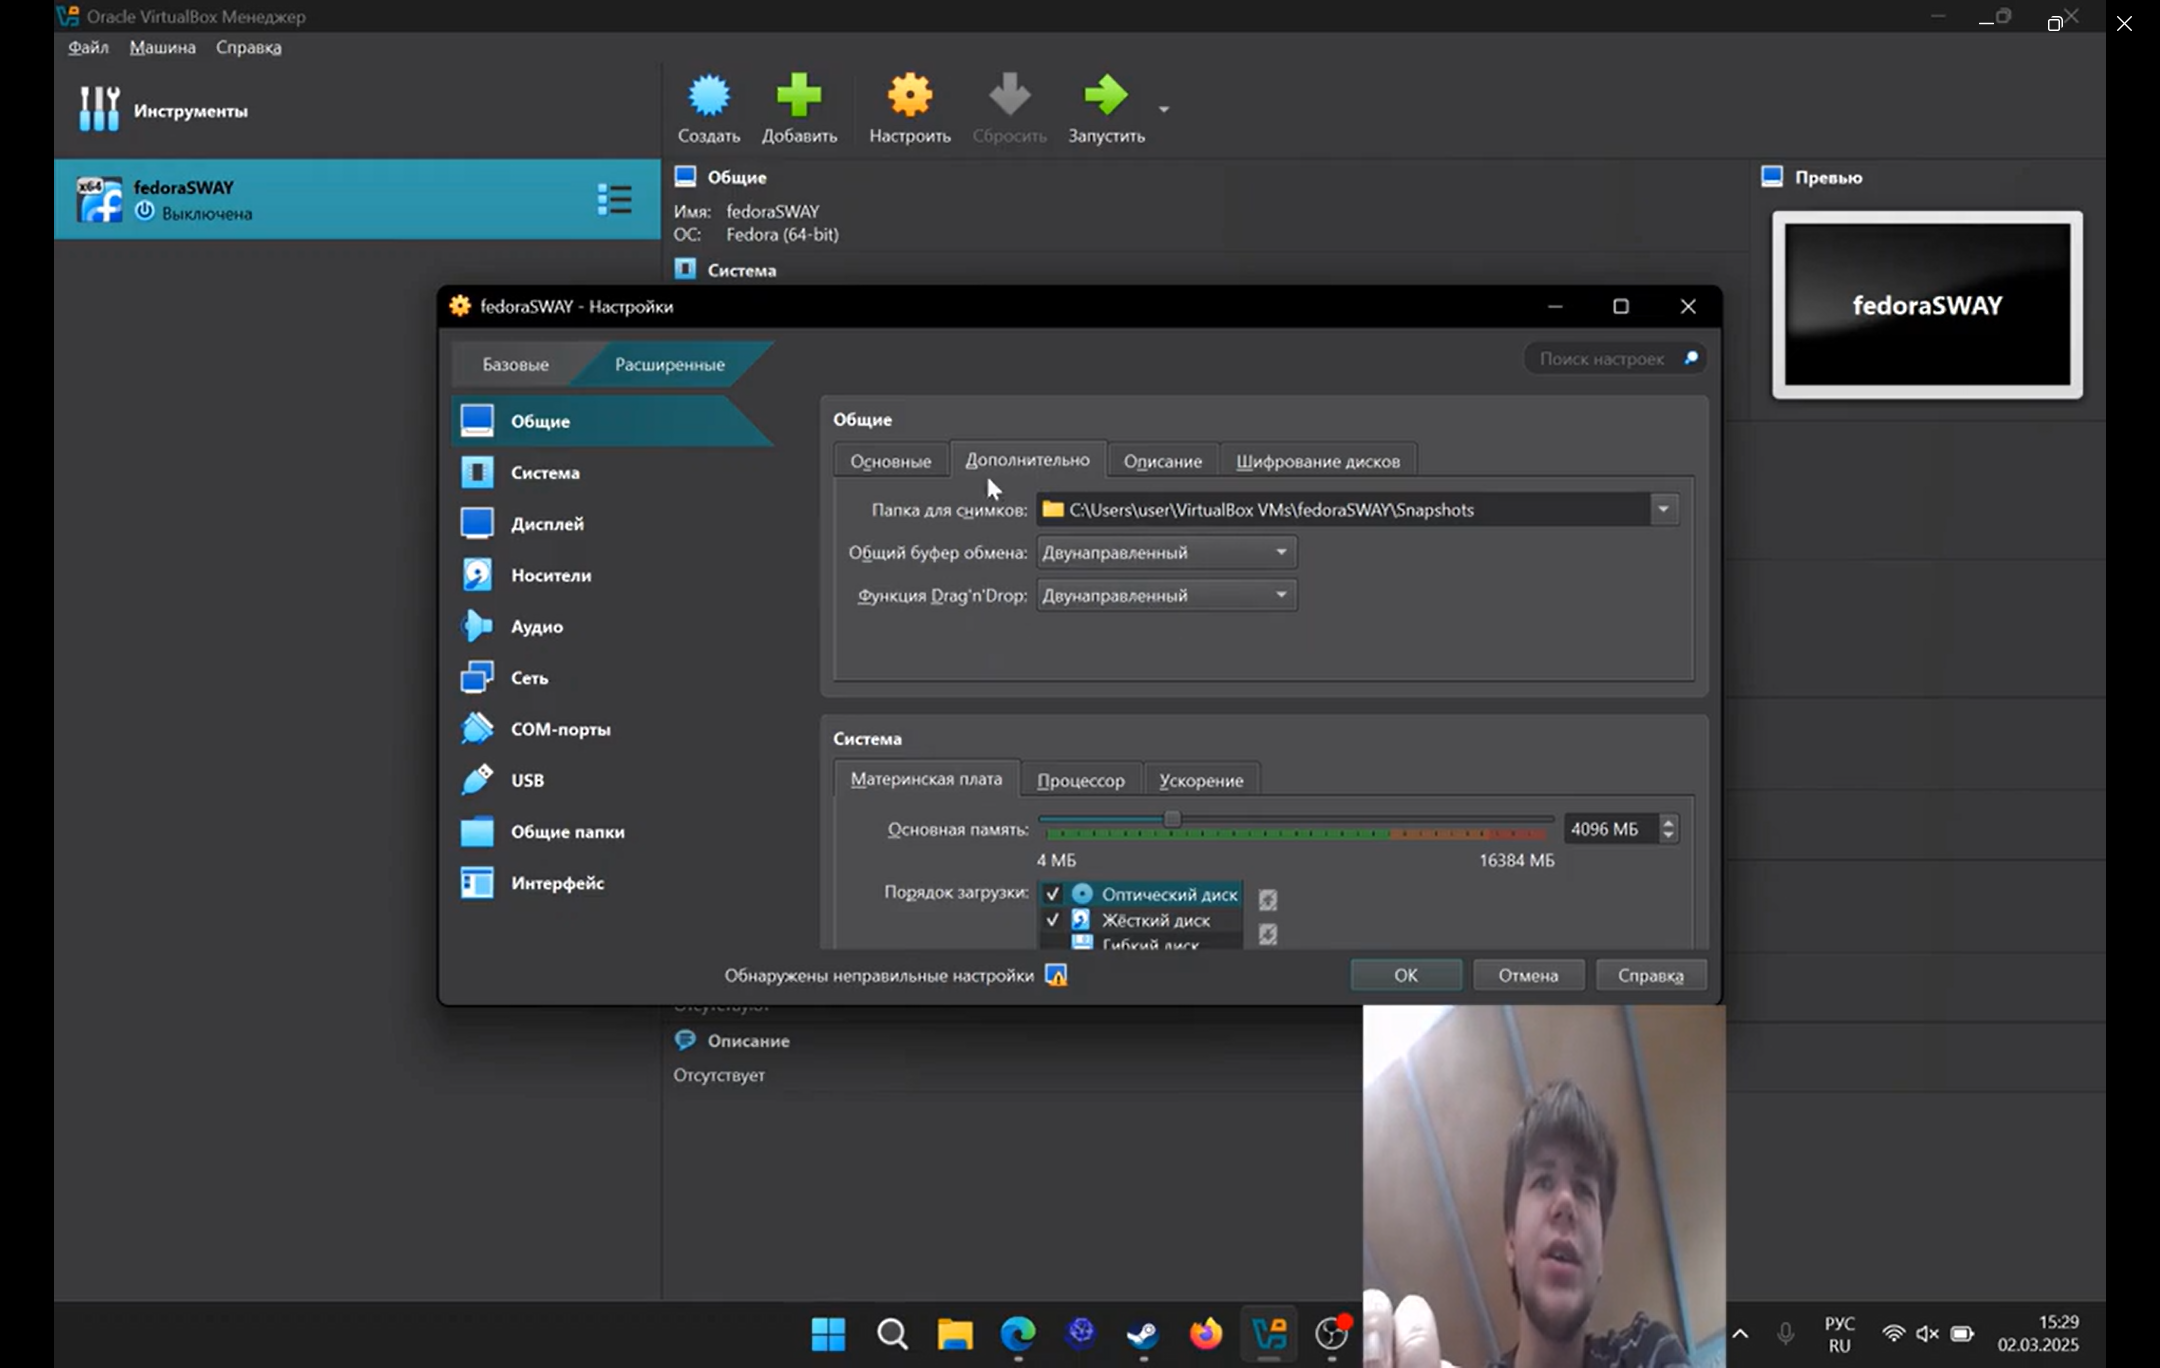 Oracle VirtualBox Менеджер
Файл Машина Справка
Инструменты
Создать Добавить Настроить Сбросить Запустить
x64
fedoraSWAY
Выключена
Общие
Имя: fedoraSWAY
ОС: Fedora (64-bit)
Система
Превью
fedoraSWAY
fedoraSWAY - Настройки
Базовые Расширенные
Поиск настроек
Общие
Система
Дисплей
Носители
Аудио
Сеть
COM-порты
USB
Общие папки
Интерфейс
Общие
Основные Дополнительно Описание Шифрование дисков
Папка для снимков: C:\Users\user\VirtualBox VMs\fedoraSWAY\Snapshots
Общий буфер обмена: Двунаправленный
Функция Drag'n'Drop: Двунаправленный
Система
Материнская плата Процессор Ускорение
Основная память: 4096 МБ
4 МБ 16384 МБ
Порядок загрузки: Оптический диск
Жёсткий диск
Гибкий диск
Обнаружены неправильные настройки
OK Отмена Справка
Описание
Отсутствует
РУС
RU
15:29
02.03.2025